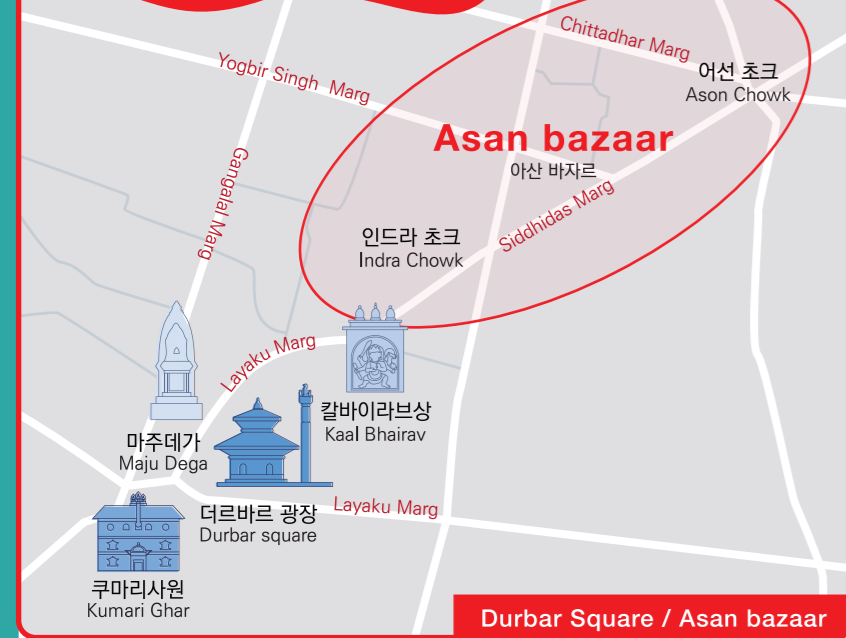 Chittadhar Marg
Yogbir Singh Marg
어선 초크
Ason Chowk
Asan bazaar
아산 바자르
Gangalal Marg
Siddhidas Marg
인드라 초크
Indra Chowk
Layaku Marg
칼바이라브상
Kaal Bhairav
마주데가
Maju Dega
더르바르 광장
Durbar square
Layaku Marg
쿠마리사원
Kumari Ghar
Durbar Square / Asan bazaar